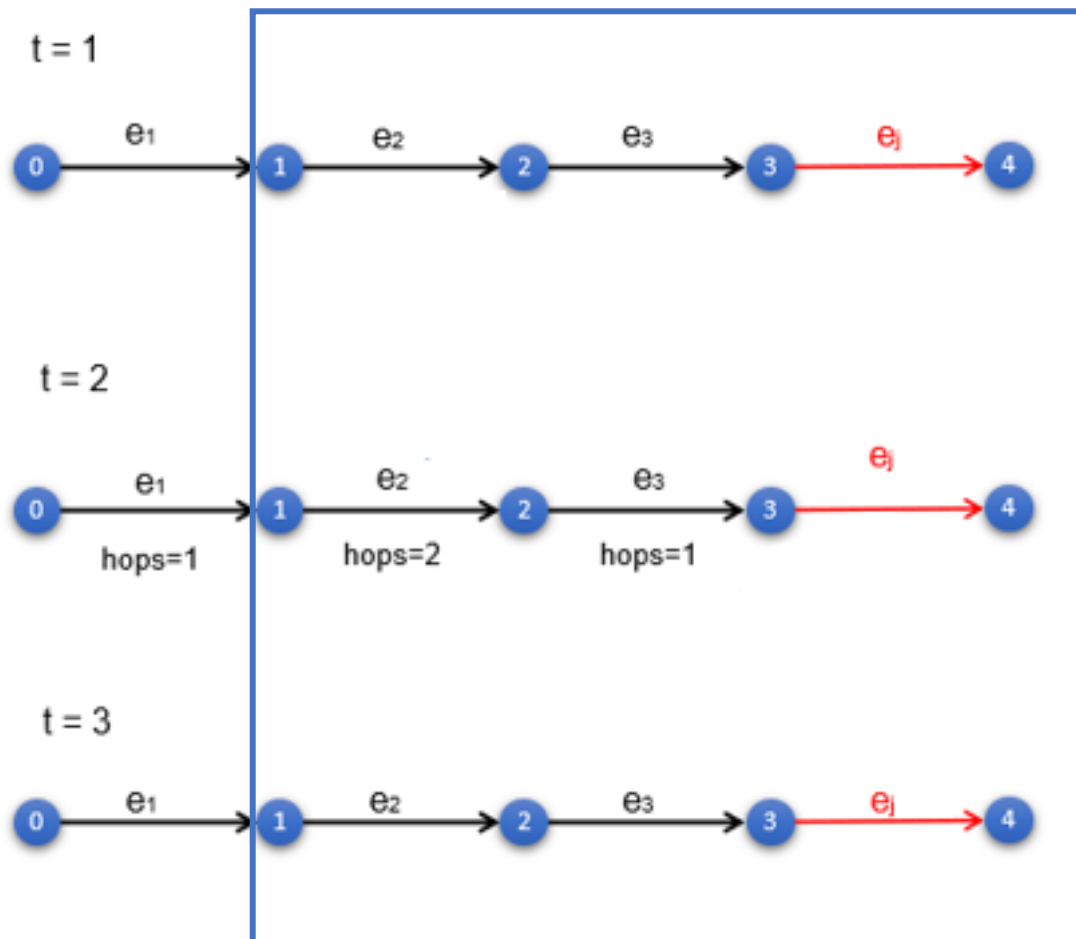 t = 1
e₁ e₂ e₃ eⱼ
0 1 2 3 4
t = 2
e₁ e₂ e₃ eⱼ
0 1 2 3 4
hops=1 hops=2 hops=1
t = 3
e₁ e₂ e₃ eⱼ
0 1 2 3 4